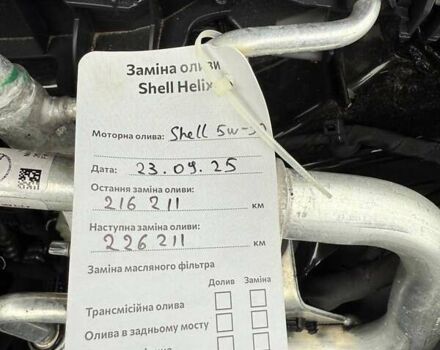 Заміна оливи
Shell Helix
Моторна олива: Shell 5w-30
Дата: 23.09.25
Остання заміна оливи:
216 211 км
Наступна заміна оливи:
226 211 км
Заміна масляного фільтра
Долив Заміна
Трансмісійна олива
Олива в задньому мосту